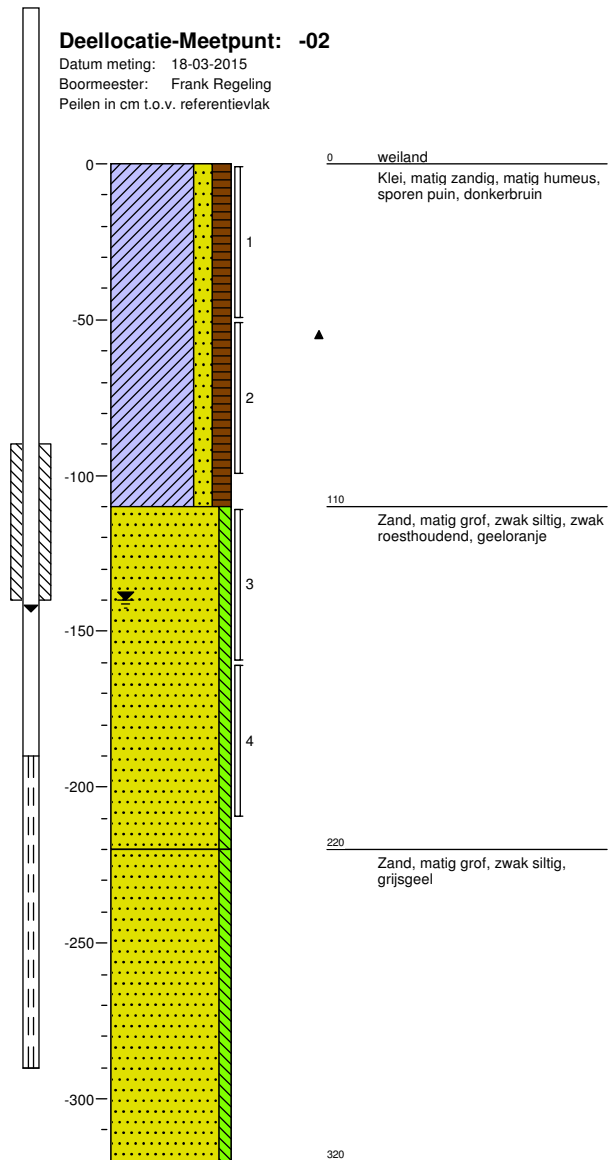 Deellocatie-Meetpunt: -02
Datum meting: 18-03-2015
Boormeester: Frank Regeling
Peilen in cm t.o.v. referentievlak
0
-50
-100
-150
-200
-250
-300
1
2
3
4
0 weiland
Klei, matig zandig, matig humeus,
sporen puin, donkerbruin
110
Zand, matig grof, zwak siltig, zwak
roesthoudend, geeloranje
220
Zand, matig grof, zwak siltig,
grijsgeel
320